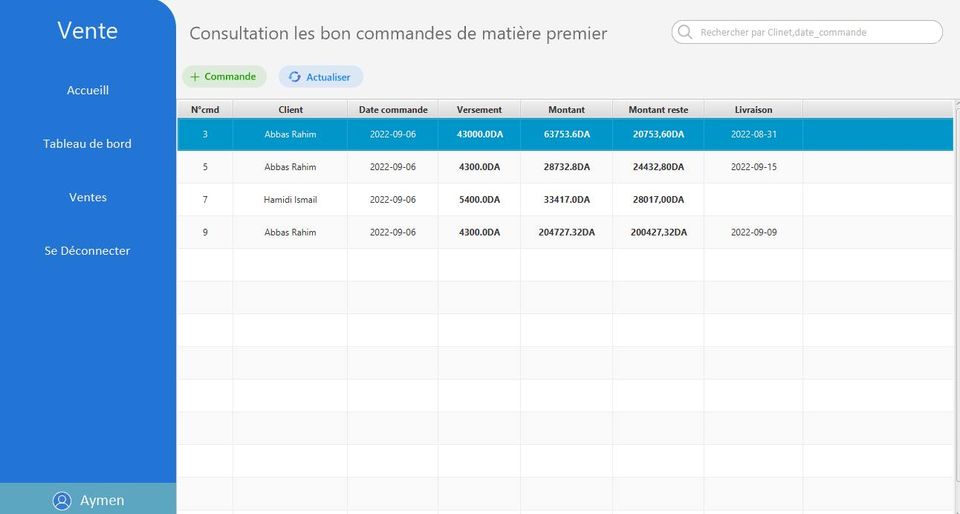 Vente
Accueill
Tableau de bord
Ventes
Se Déconnecter
Aymen
Consultation les bon commandes de matière premier
Rechercher par Clinet,date_commande
+ Commande
Actualiser
N°cmd Client Date commande Versement Montant Montant reste Livraison
3 Abbas Rahim 2022-09-06 43000.0DA 63753.6DA 20753,60DA 2022-08-31
5 Abbas Rahim 2022-09-06 4300.0DA 28732.8DA 24432,80DA 2022-09-15
7 Hamidi Ismail 2022-09-06 5400.0DA 33417.0DA 28017,00DA
9 Abbas Rahim 2022-09-06 4300.0DA 204727.32DA 200427,32DA 2022-09-09